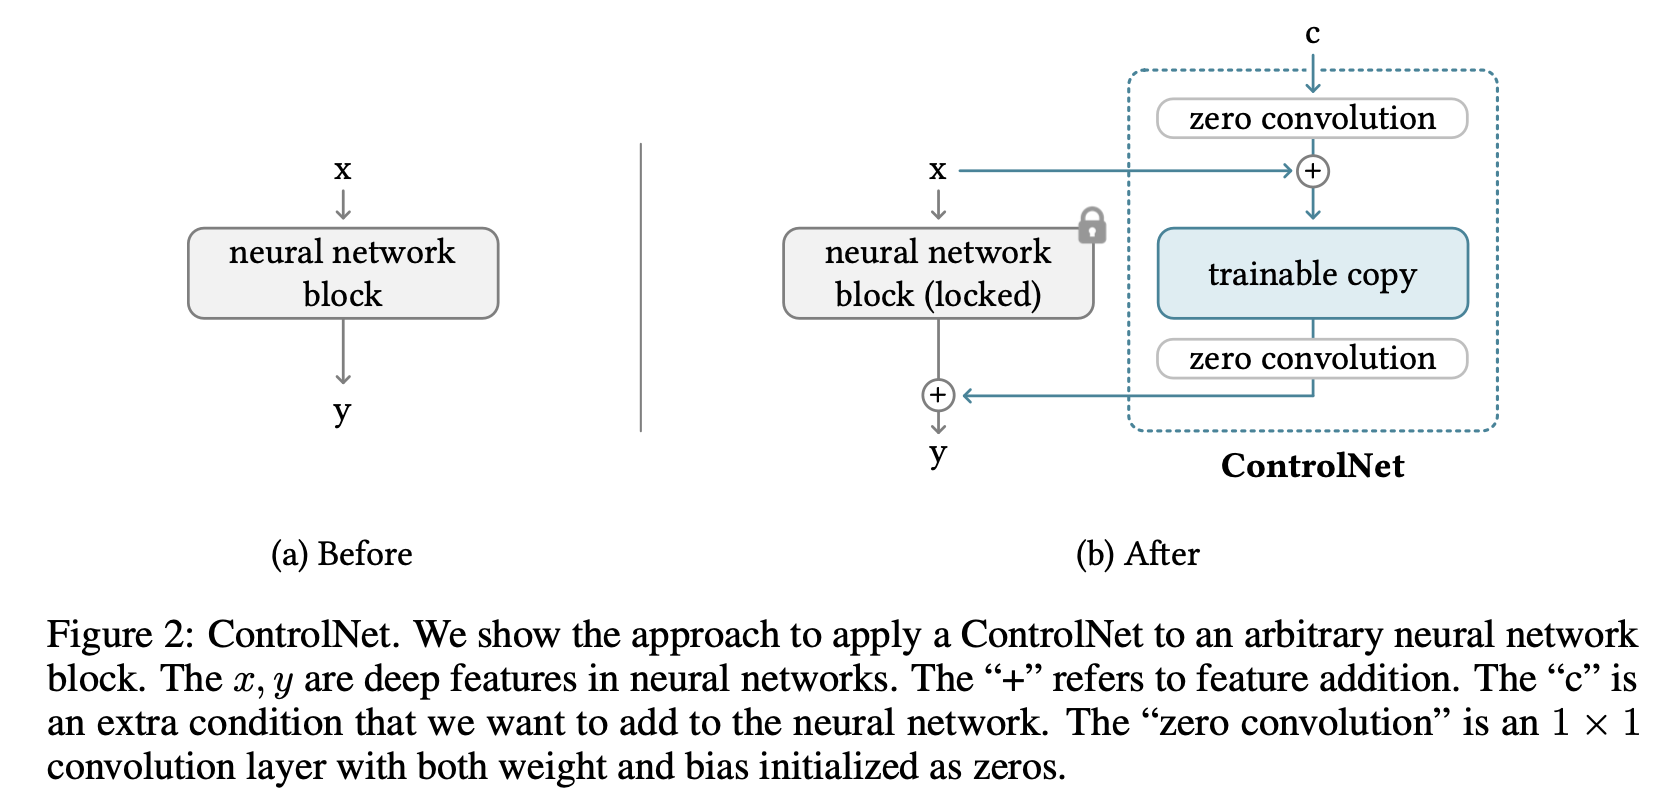 x
neural network
block
y
(a) Before
c
zero convolution
x
+
neural network
block (locked)
trainable copy
zero convolution
+
y
ControlNet
(b) After
Figure 2: ControlNet. We show the approach to apply a ControlNet to an arbitrary neural network
block. The x, y are deep features in neural networks. The “+” refers to feature addition. The “c” is
an extra condition that we want to add to the neural network. The “zero convolution” is an 1 × 1
convolution layer with both weight and bias initialized as zeros.